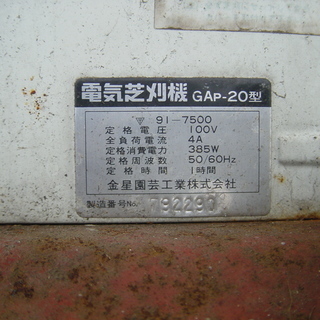 電気芝刈機 GAP-20型
▽ 91-7500
定格電圧 100V
全負荷電流 4A
定格消費電力 385W
定格周波数 50/60Hz
定格時間 1時間
金星園芸工業株式会社
製造番号No.